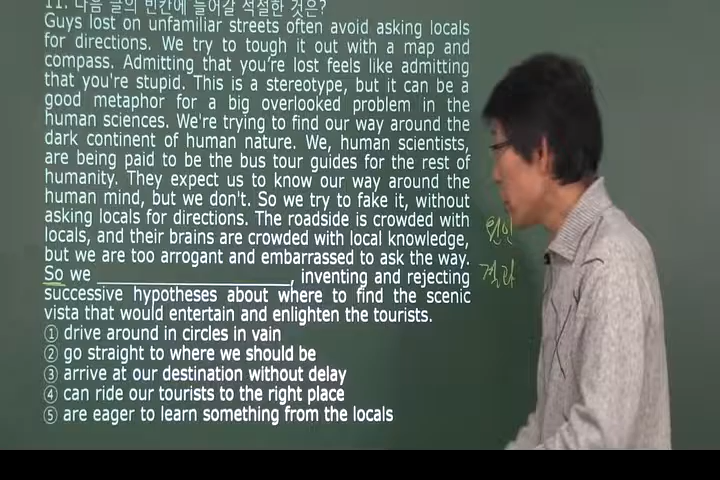 11. 다음 글의 빈칸에 들어갈 적절한 것은?
Guys lost on unfamiliar streets often avoid asking locals
for directions. We try to tough it out with a map and
compass. Admitting that you're lost feels like admitting
that you're stupid. This is a stereotype, but it can be a
good metaphor for a big overlooked problem in the
human sciences. We're trying to find our way around the
dark continent of human nature. We, human scientists,
are being paid to be the bus tour guides for the rest of
humanity. They expect us to know our way around the
human mind, but we don't. So we try to fake it, without
asking locals for directions. The roadside is crowded with
locals, and their brains are crowded with local knowledge,
but we are too arrogant and embarrassed to ask the way.
So we ____________________, inventing and rejecting
successive hypotheses about where to find the scenic
vista that would entertain and enlighten the tourists.
① drive around in circles in vain
② go straight to where we should be
③ arrive at our destination without delay
④ can ride our tourists to the right place
⑤ are eager to learn something from the locals
원인
결과